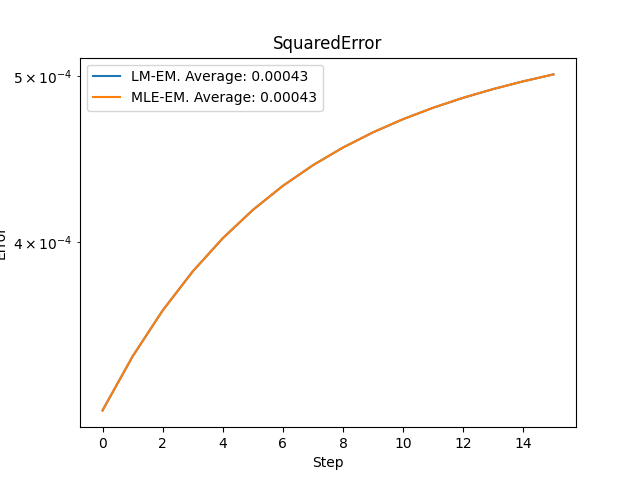 SquaredError
LM-EM. Average: 0.00043
MLE-EM. Average: 0.00043
5 × 10⁻⁴
4 × 10⁻⁴
Error
0 2 4 6 8 10 12 14
Step